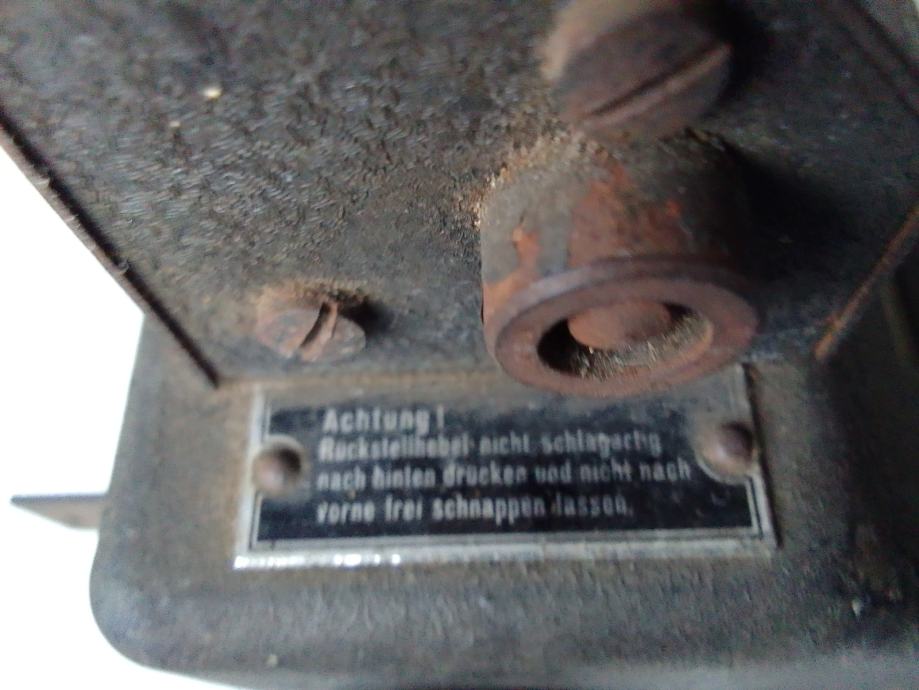 Achtung!
Rückstellhebel nicht schlagartig
nach hinten drücken und nicht nach
vorne frei schnappen lassen.